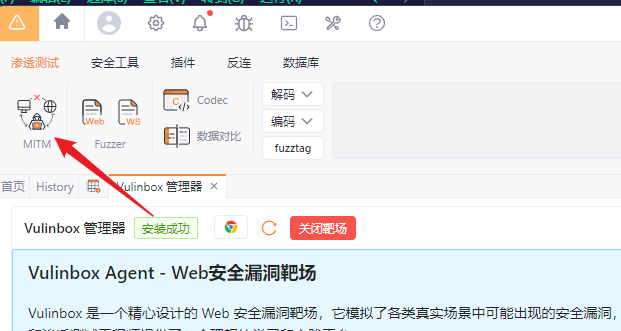 渗透测试 安全工具 插件 反连 数据库
Web WS
MITM Fuzzer
Codec
数据对比
解码
编码
fuzztag
首页 History Vulinbox 管理器
Vulinbox 管理器 安装成功 关闭靶场
Vulinbox Agent - Web安全漏洞靶场
Vulinbox 是一个精心设计的 Web 安全漏洞靶场，它模拟了各类真实场景中可能出现的安全漏洞，